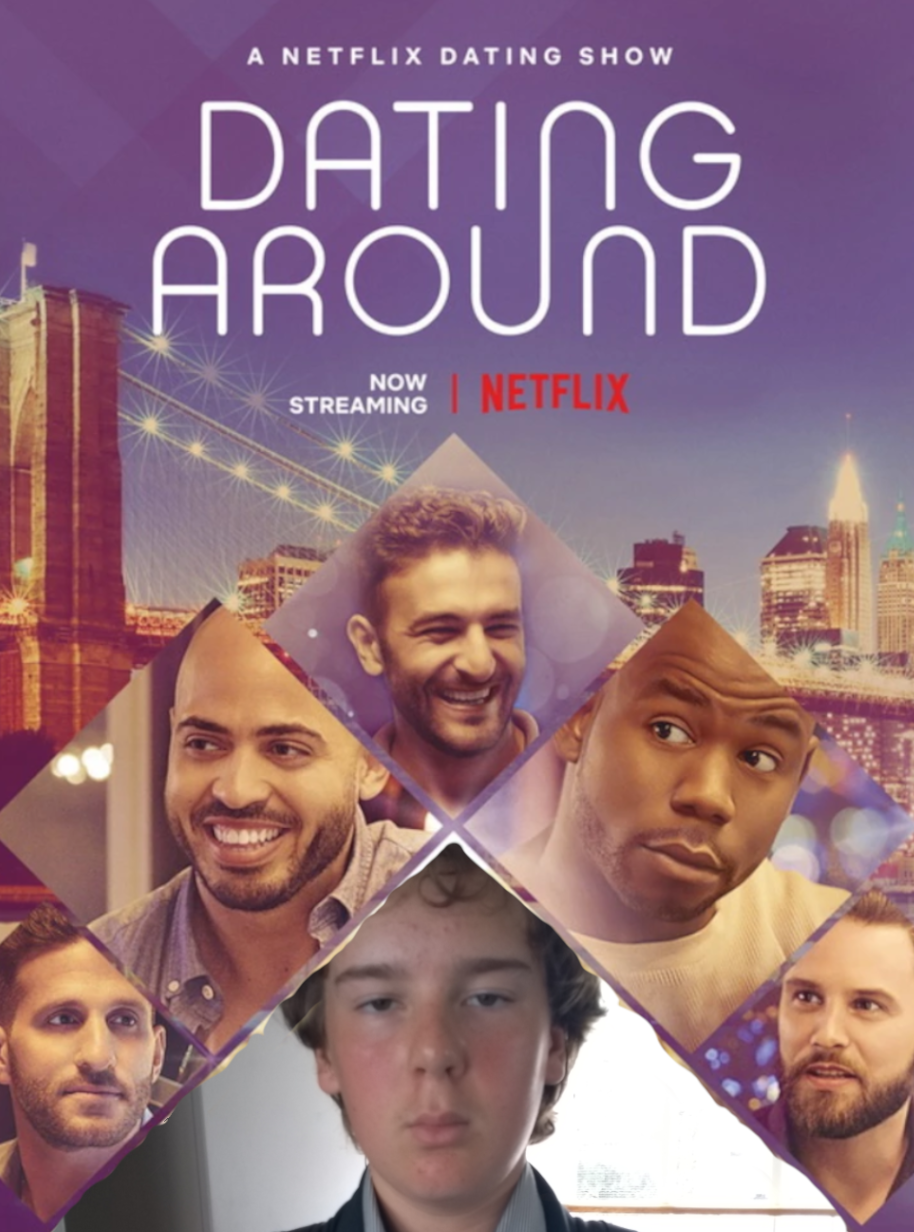 A NETFLIX DATING SHOW
DATING
AROUND
NOW
STREAMING
NETFLIX